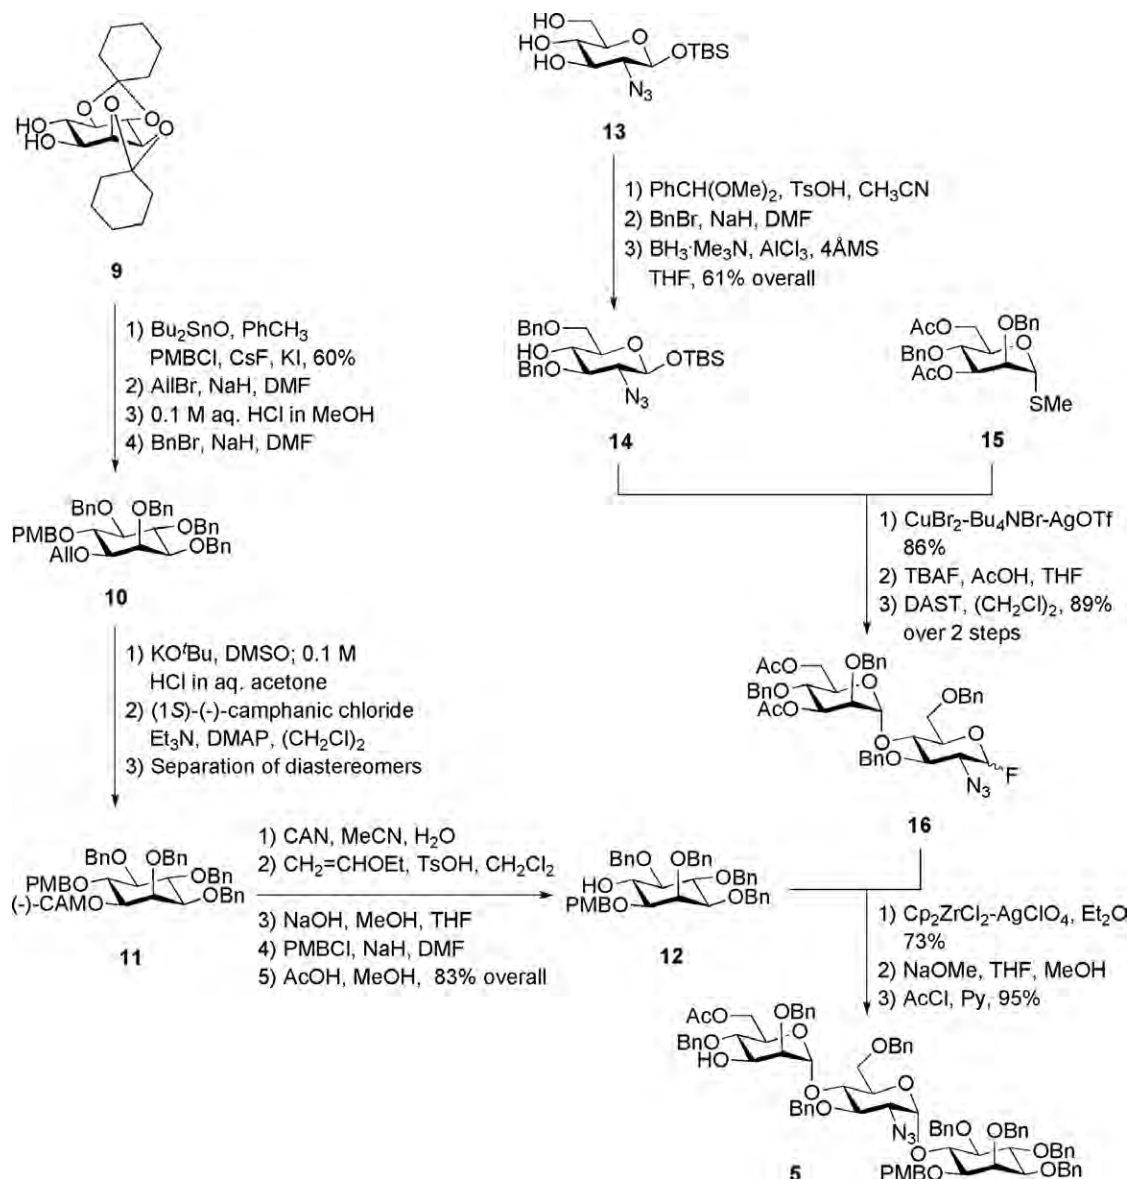 HO
HO
O
O
O
O
9
1) Bu2SnO, PhCH3
PMBCl, CsF, KI, 60%
2) AllBr, NaH, DMF
3) 0.1 M aq. HCl in MeOH
4) BnBr, NaH, DMF
BnO OBn
PMBO OBn
AllO OBn
10
1) KOtBu, DMSO; 0.1 M
HCl in aq. acetone
2) (1S)-(-)-camphanic chloride
Et3N, DMAP, (CH2Cl)2
3) Separation of diastereomers
BnO OBn
PMBO OBn
(-)-CAMO OBn
11
1) CAN, MeCN, H2O
2) CH2=CHOEt, TsOH, CH2Cl2
3) NaOH, MeOH, THF
4) PMBCl, NaH, DMF
5) AcOH, MeOH, 83% overall
BnO OBn
HO OBn
PMBO OBn
12
HO
HO O OTBS
HO
N3
13
1) PhCH(OMe)2, TsOH, CH3CN
2) BnBr, NaH, DMF
3) BH3·Me3N, AlCl3, 4ÅMS
THF, 61% overall
BnO
HO O OTBS
BnO
N3
14
AcO OBn
BnO O
AcO
SMe
15
1) CuBr2-Bu4NBr-AgOTf
86%
2) TBAF, AcOH, THF
3) DAST, (CH2Cl)2, 89%
over 2 steps
AcO OBn
BnO O OBn
AcO
O O
BnO F
N3
16
1) Cp2ZrCl2-AgClO4, Et2O
73%
2) NaOMe, THF, MeOH
3) AcCl, Py, 95%
AcO OBn
BnO O OBn
HO
O O
BnO
N3 BnO OBn
O OBn
PMBO OBn
5